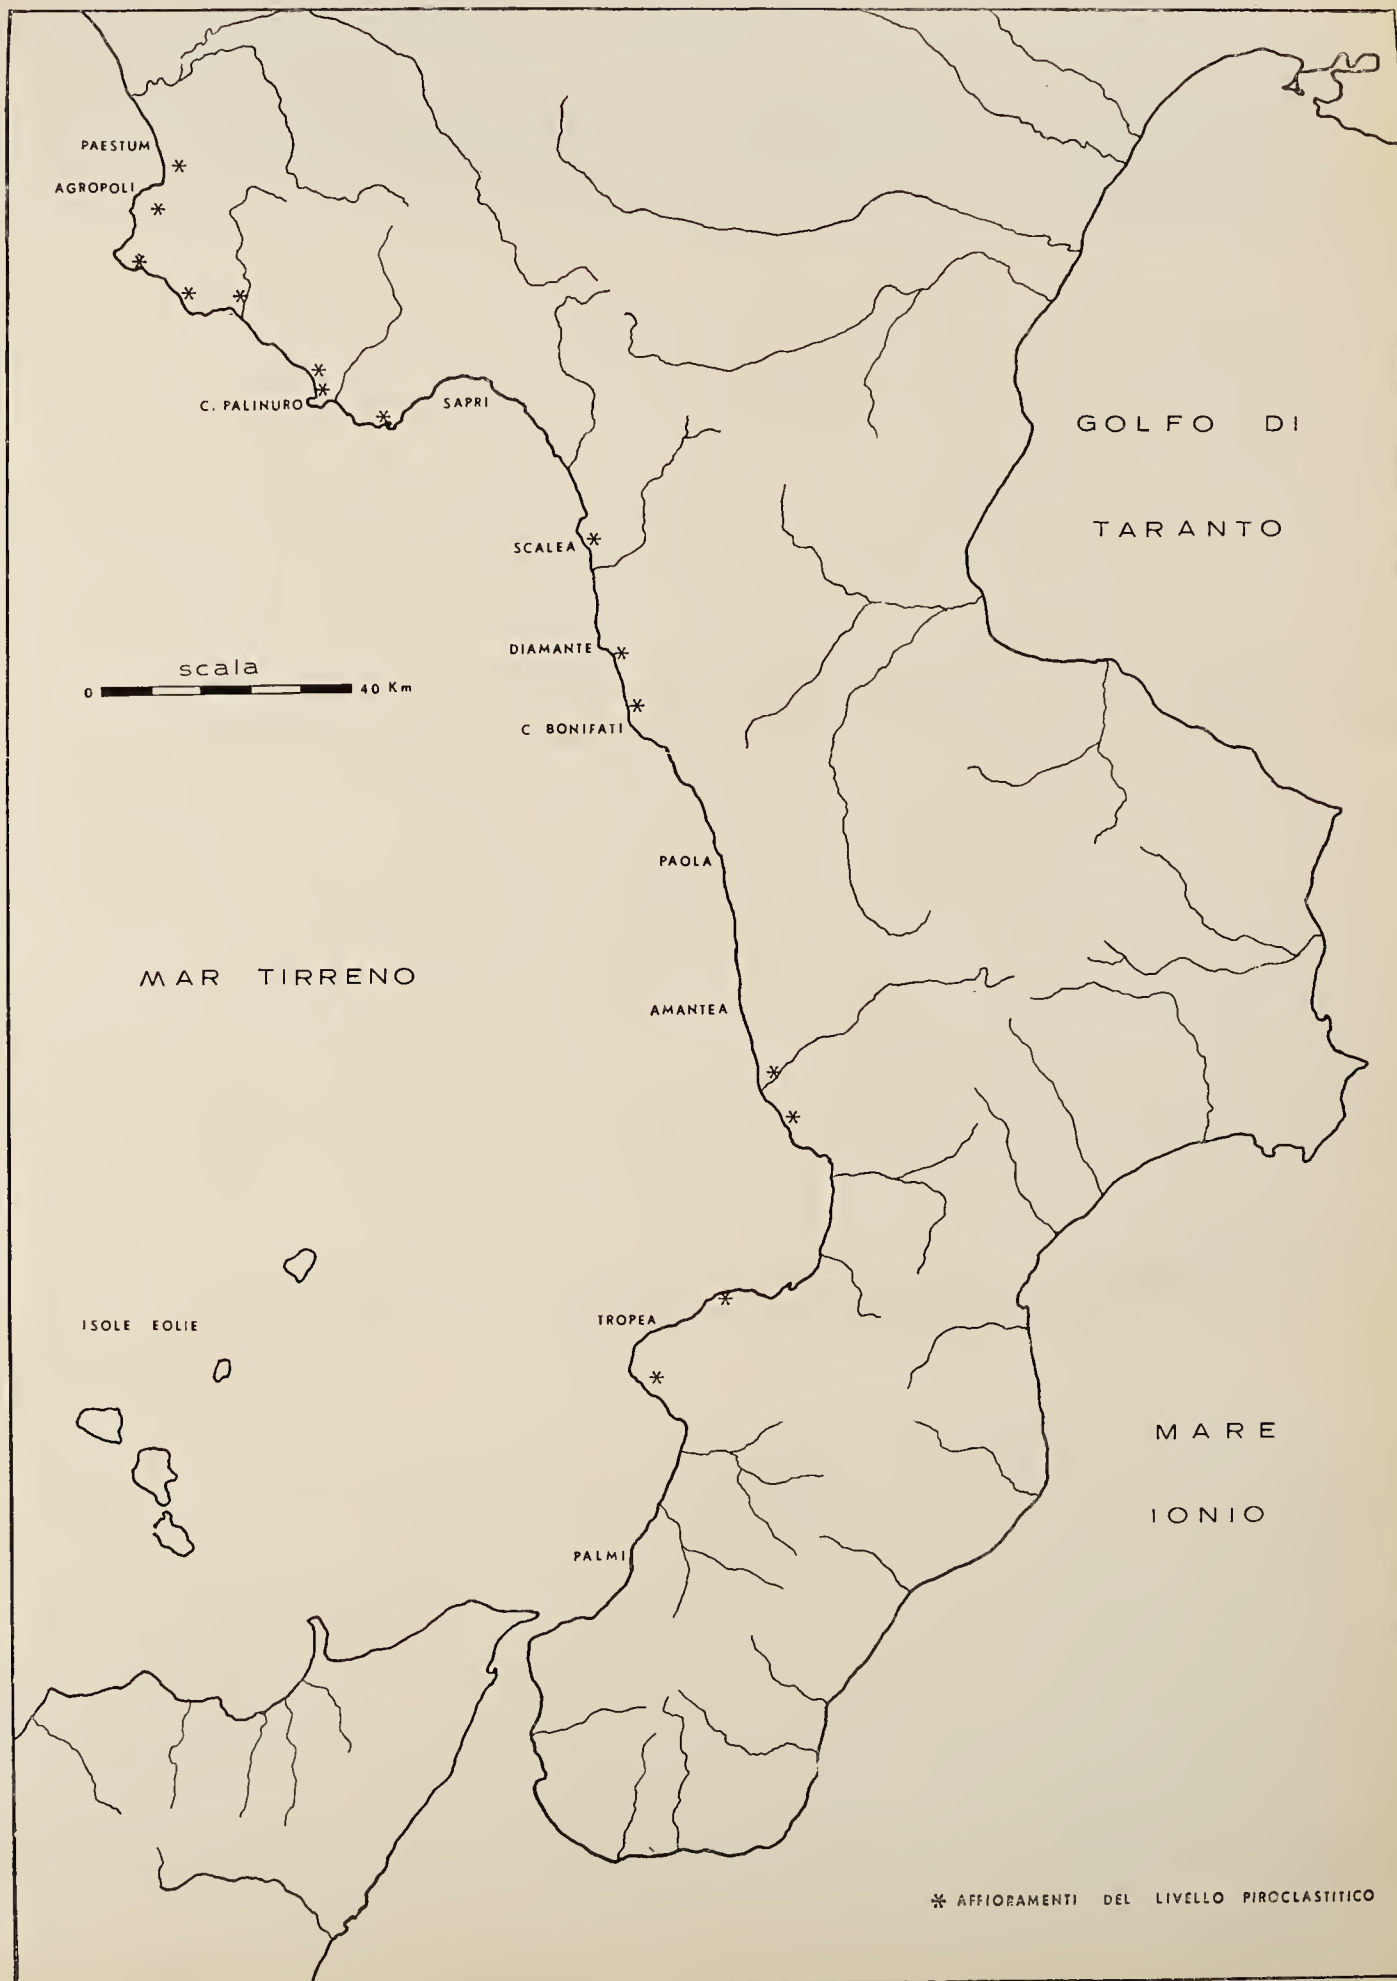 PAESTUM
AGROPOLI
C. PALINURO
SAPRI
GOLFO DI
TARANTO
SCALEA
DIAMANTE
scala
0 40 Km
C BONIFATI
PAOLA
MAR TIRRENO
AMANTEA
TROPEA
ISOLE EOLIE
MARE
IONIO
PALMI
* AFFIORAMENTI DEL LIVELLO PIROCLASTITICO